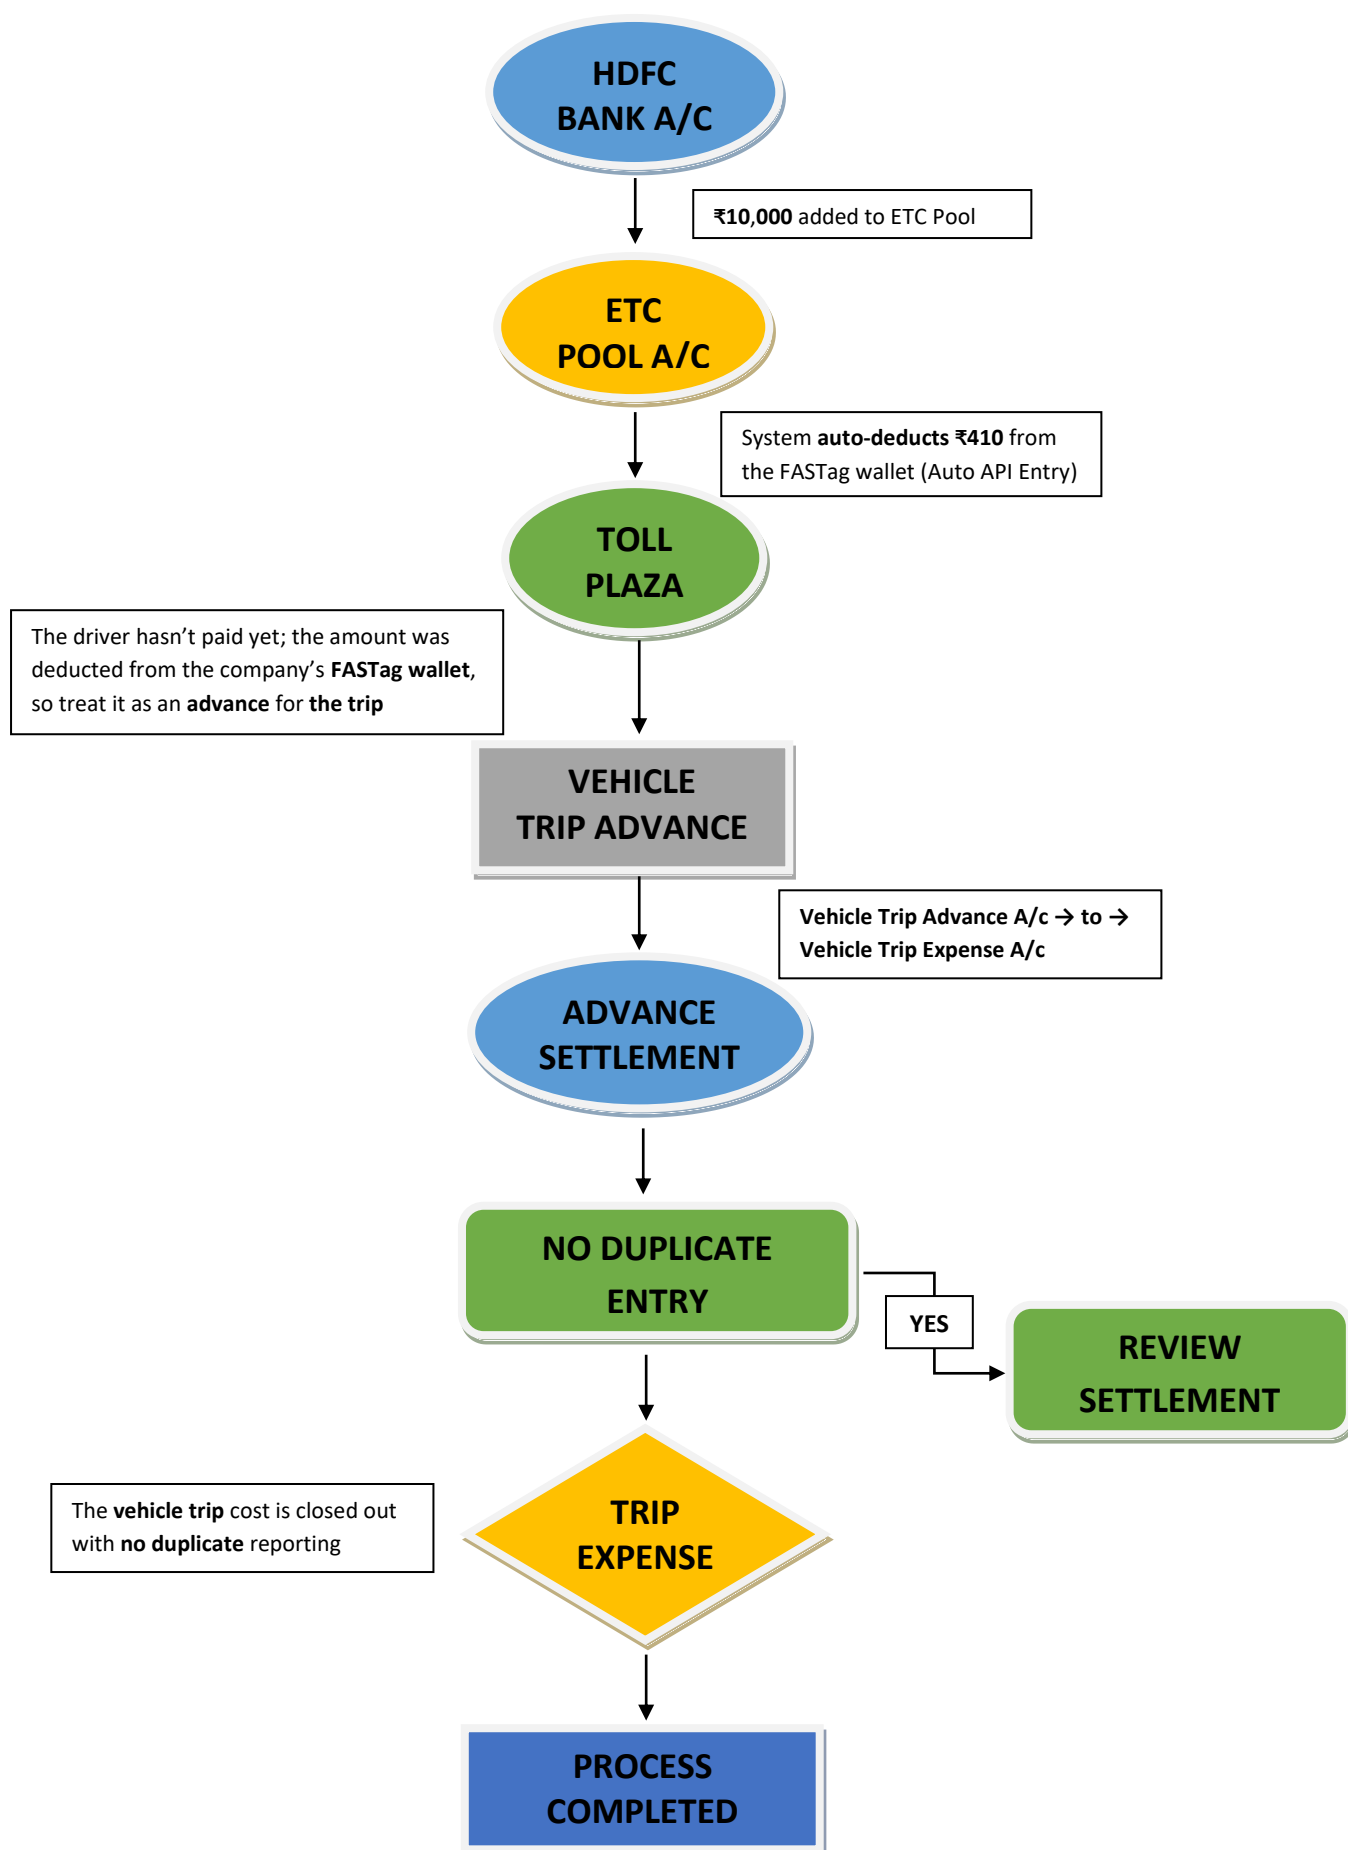 HDFC
BANK A/C
₹10,000 added to ETC Pool
ETC
POOL A/C
System auto-deducts ₹410 from
the FASTag wallet (Auto API Entry)
TOLL
PLAZA
The driver hasn’t paid yet; the amount was
deducted from the company’s FASTag wallet,
so treat it as an advance for the trip
VEHICLE
TRIP ADVANCE
Vehicle Trip Advance A/c → to →
Vehicle Trip Expense A/c
ADVANCE
SETTLEMENT
NO DUPLICATE
ENTRY
YES
REVIEW
SETTLEMENT
The vehicle trip cost is closed out
with no duplicate reporting
TRIP
EXPENSE
PROCESS
COMPLETED